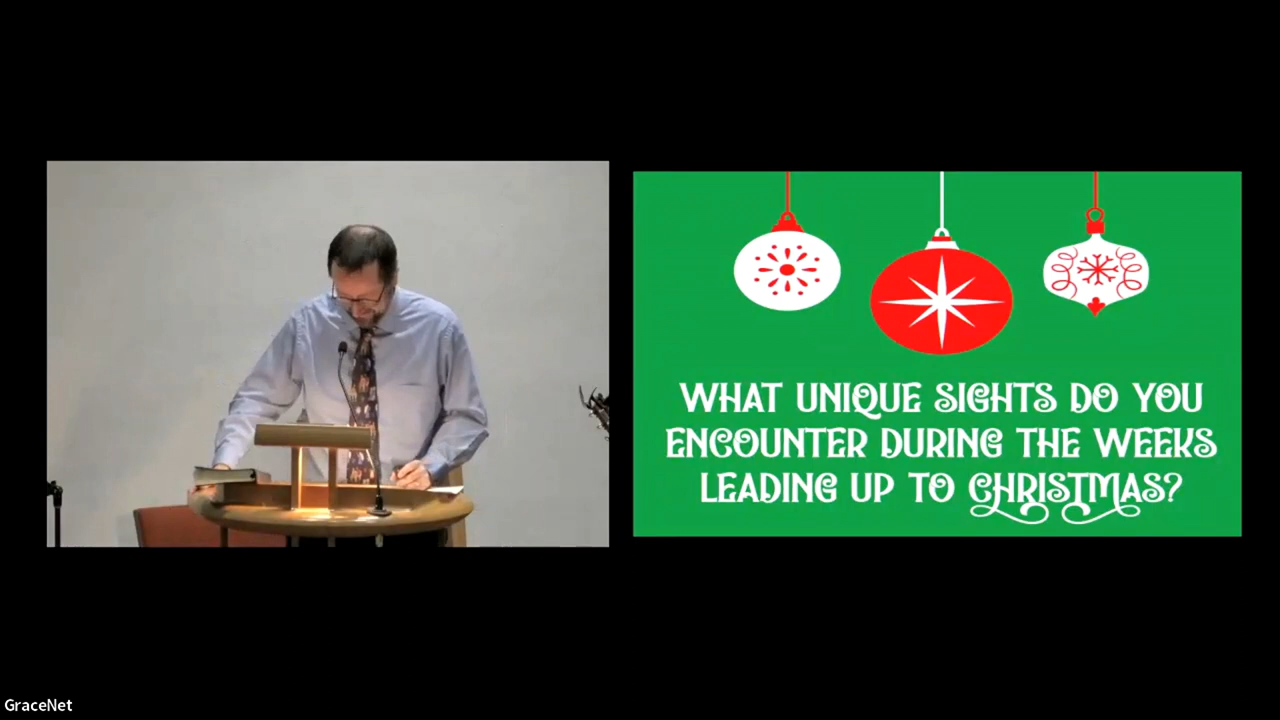 WHAT UNIQUE SIGHTS DO YOU
ENCOUNTER DURING THE WEEKS
LEADING UP TO CHRISTMAS?
GraceNet